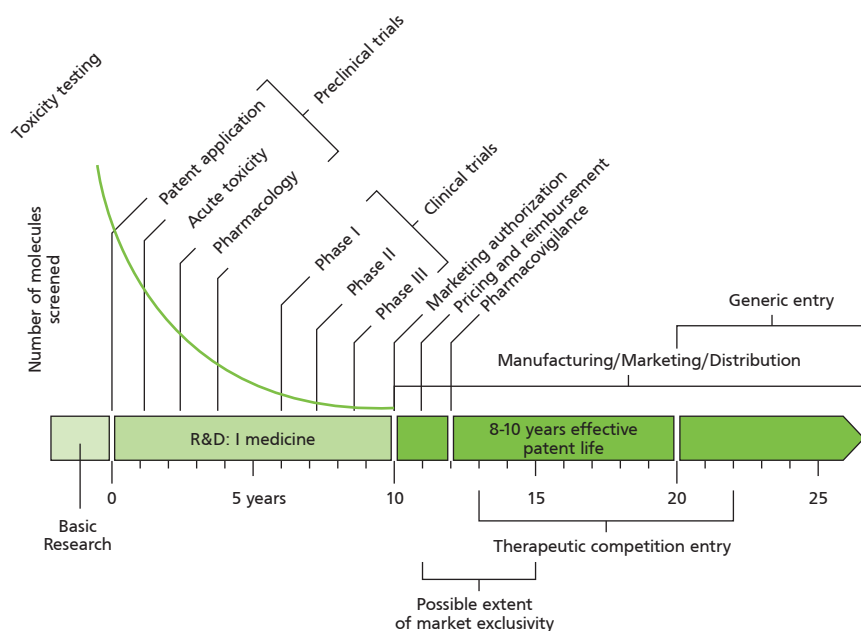 Toxicity testing
Patent application
Acute toxicity
Pharmacology
Preclinical trials
Phase I
Phase II
Phase III
Clinical trials
Marketing authorization
Pricing and reimbursement
Pharmacovigilance
Number of molecules
screened
Generic entry
Manufacturing/Marketing/Distribution
R&D: I medicine
8-10 years effective
patent life
0
5 years
10
15
20
25
Basic
Research
Therapeutic competition entry
Possible extent
of market exclusivity